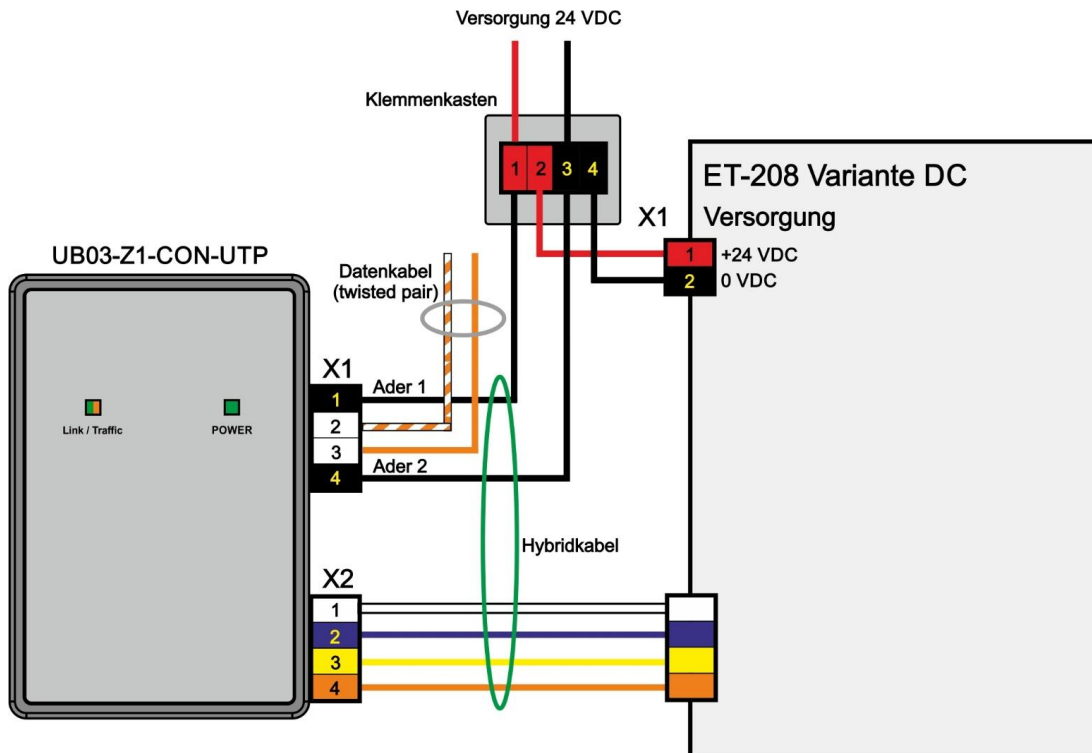 Versorgung 24 VDC
Klemmenkasten
1 2 3 4
ET-208 Variante DC
X1 Versorgung
1 +24 VDC
2 0 VDC
UB03-Z1-CON-UTP
Datenkabel
(twisted pair)
X1
1
2
3
4
Ader 1
Ader 2
Link / Traffic
POWER
Hybridkabel
X2
1
2
3
4